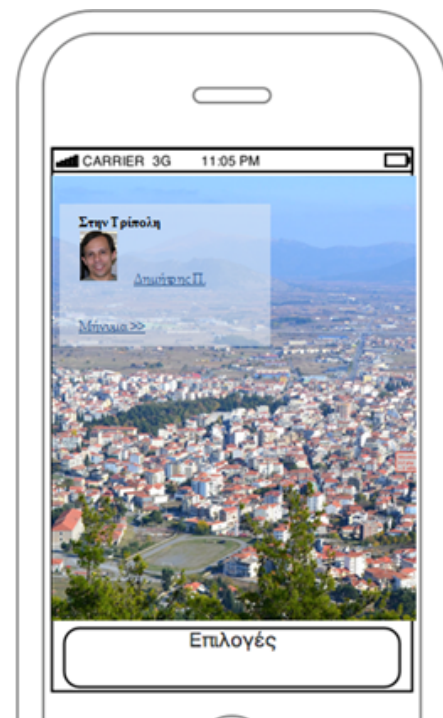 CARRIER 3G 11:05 PM
Στην Τρίπολη
Δημήτρης Π.
Μήνυμα >>
Επιλογές